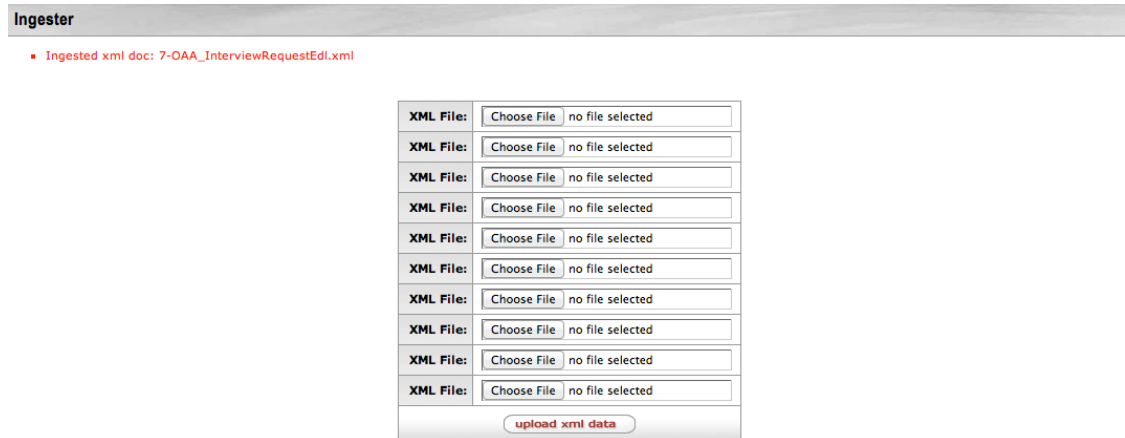 Ingester
Ingested xml doc: 7-OAA_InterviewRequestEdl.xml
XML File: Choose File no file selected
XML File: Choose File no file selected
XML File: Choose File no file selected
XML File: Choose File no file selected
XML File: Choose File no file selected
XML File: Choose File no file selected
XML File: Choose File no file selected
XML File: Choose File no file selected
XML File: Choose File no file selected
XML File: Choose File no file selected
upload xml data